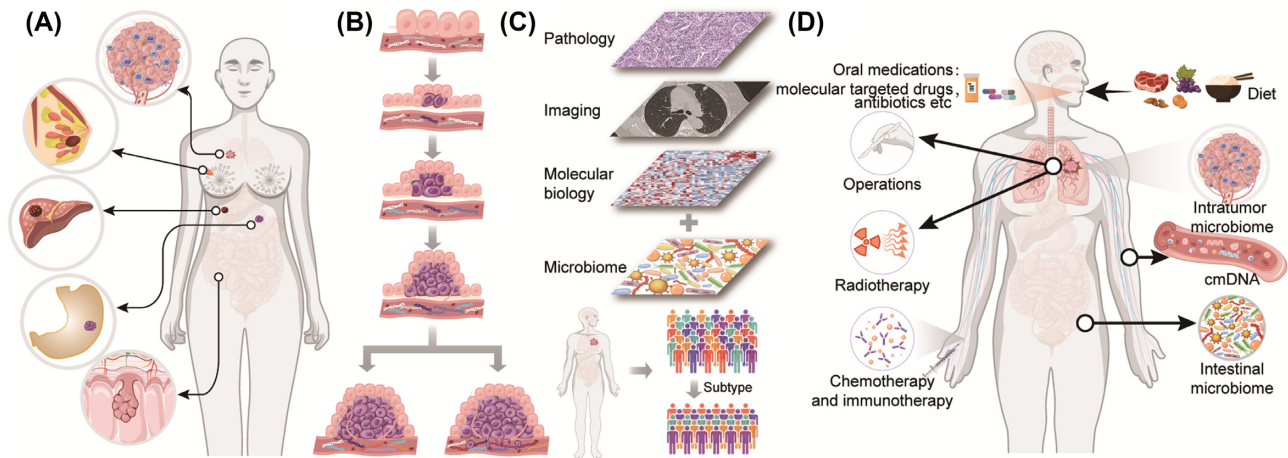 (A)
(B)
(C)
Pathology
Imaging
Molecular
biology
Microbiome
Subtype
(D)
Oral medications:
molecular targeted drugs,
antibiotics etc
Diet
Operations
Radiotherapy
Chemotherapy
and immunotherapy
Intratumor
microbiome
cmDNA
Intestinal
microbiome